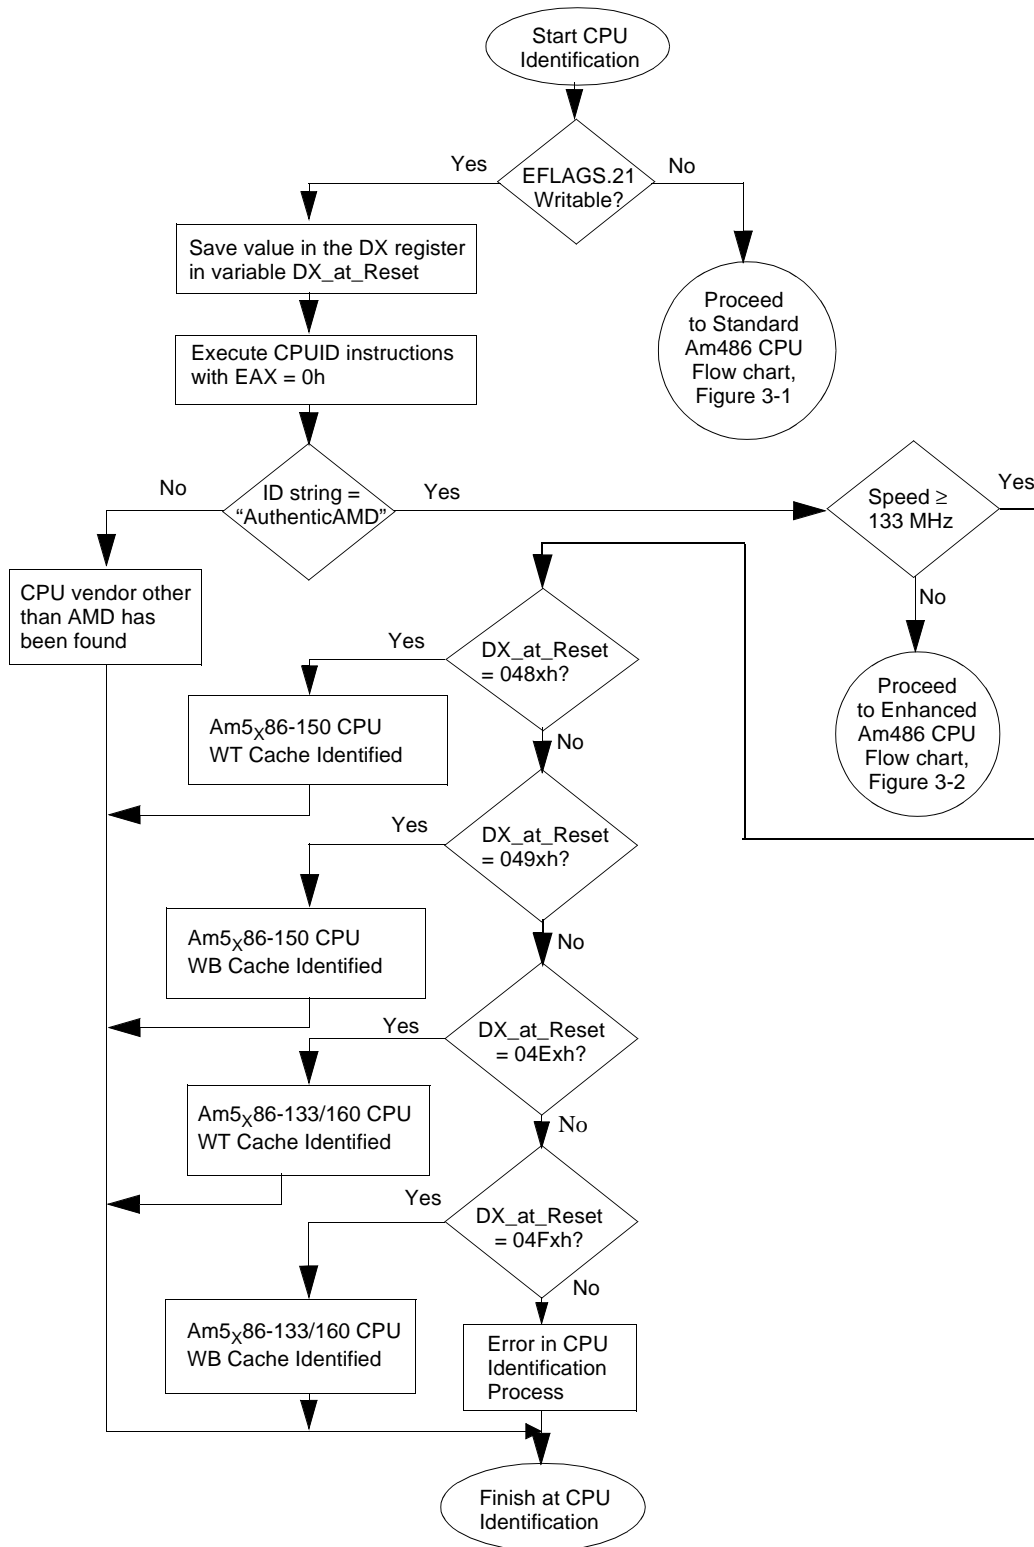 Start CPU
Identification
Yes
EFLAGS.21
Writable?
No
Save value in the DX register
in variable DX_at_Reset
Proceed
to Standard
Am486 CPU
Flow chart,
Figure 3-1
Execute CPUID instructions
with EAX = 0h
No
ID string =
“AuthenticAMD”
Yes
Speed ≥
133 MHz
Yes
No
CPU vendor other
than AMD has
been found
Yes
DX_at_Reset
= 048xh?
Proceed
to Enhanced
Am486 CPU
Flow chart,
Figure 3-2
Am5X86-150 CPU
WT Cache Identified
No
Yes
DX_at_Reset
= 049xh?
Am5X86-150 CPU
WB Cache Identified
No
Yes
DX_at_Reset
= 04Exh?
Am5X86-133/160 CPU
WT Cache Identified
No
Yes
DX_at_Reset
= 04Fxh?
No
Am5X86-133/160 CPU
WB Cache Identified
Error in CPU
Identification
Process
Finish at CPU
Identification